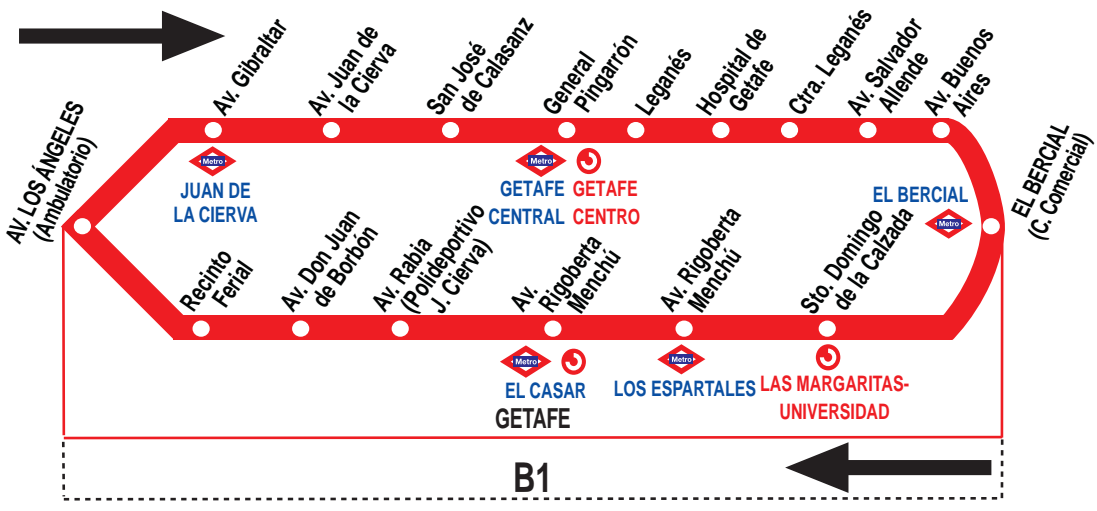 Av. Gibraltar
Av. Juan de
la Cierva
San José
de Calasanz
General
Pingarrón
Leganés
Hospital de
Getafe
Ctra. Leganés
Av. Salvador
Allende
Av. Buenos
Aires
AV. LOS ÁNGELES
(Ambulatorio)
Metro
JUAN DE
LA CIERVA
Metro
GETAFE
CENTRAL
GETAFE
CENTRO
EL BERCIAL
Metro
EL BERCIAL
(C. Comercial)
Recinto
Ferial
Av. Don Juan
de Borbón
Av. Rabia
(Polideportivo
J. Cierva)
Av.
Rigoberta
Menchú
Av. Rigoberta
Menchú
Sto. Domingo
de la Calzada
Metro
EL CASAR
Metro
LOS ESPARTALES
LAS MARGARITAS-
UNIVERSIDAD
GETAFE
B1